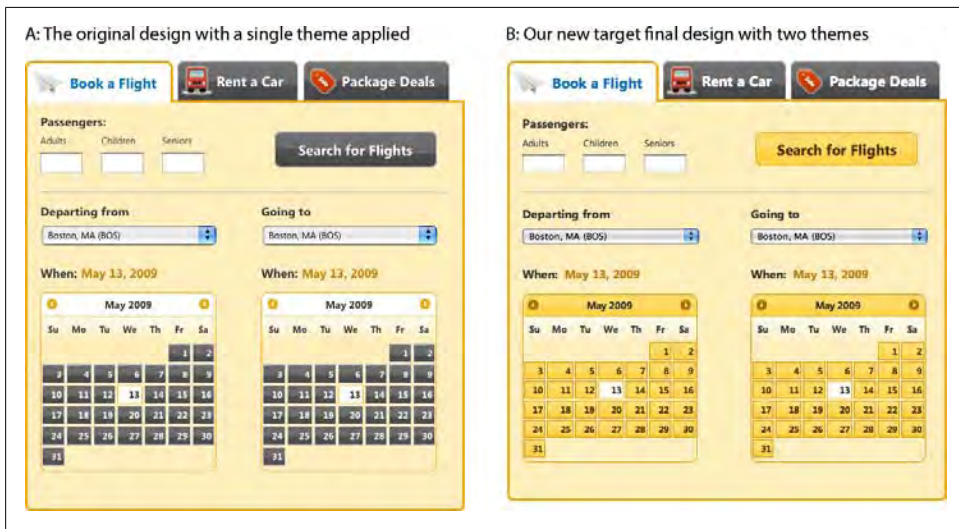 A: The original design with a single theme applied
Book a Flight Rent a Car Package Deals
Passengers:
Adults Children Seniors
Search for Flights
Departing from Going to
Boston, MA (BOS) Boston, MA (BOS)
When: May 13, 2009 When: May 13, 2009
May 2009 May 2009
Su Mo Tu We Th Fr Sa Su Mo Tu We Th Fr Sa
1 2 1 2
3 4 5 6 7 8 9 3 4 5 6 7 8 9
10 11 12 13 14 15 16 10 11 12 13 14 15 16
17 18 19 20 21 22 23 17 18 19 20 21 22 23
24 25 26 27 28 29 30 24 25 26 27 28 29 30
31 31
B: Our new target final design with two themes
Book a Flight Rent a Car Package Deals
Passengers:
Adults Children Seniors
Search for Flights
Departing from Going to
Boston, MA (BOS) Boston, MA (BOS)
When: May 13, 2009 When: May 13, 2009
May 2009 May 2009
Su Mo Tu We Th Fr Sa Su Mo Tu We Th Fr Sa
1 2 1 2
3 4 5 6 7 8 9 3 4 5 6 7 8 9
10 11 12 13 14 15 16 10 11 12 13 14 15 16
17 18 19 20 21 22 23 17 18 19 20 21 22 23
24 25 26 27 28 29 30 24 25 26 27 28 29 30
31 31